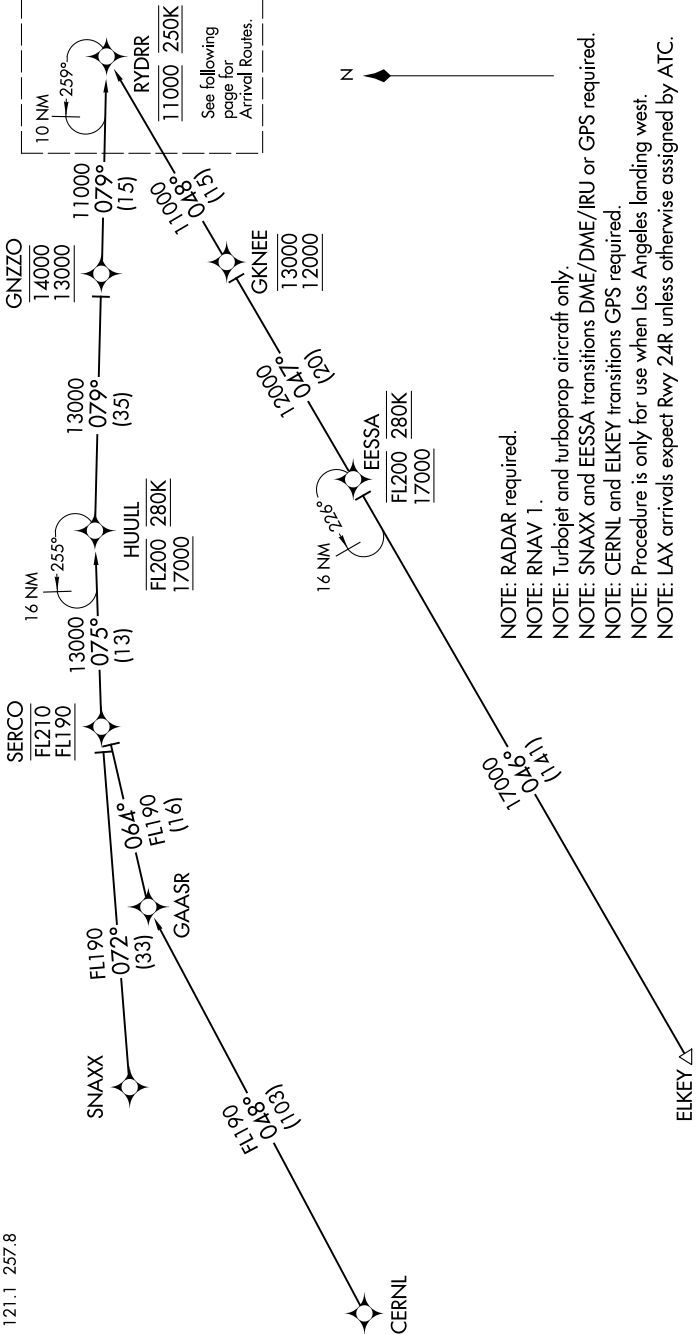 121.1 257.8
SNAXX
FL190
072°
(33)
CERNL
FL190
048°
(103)
GAASR
064°
FL190
(16)
SERCO
FL210
FL190
13000
075°
(13)
16 NM
255°
HUULL
FL200 280K
17000
13000
079°
(35)
GNZZO
14000
13000
11000
079°
(15)
10 NM
259°
RYDRR
11000 250K
See following
page for
Arrival Routes.
11000
048°
(15)
GKNEE
13000
12000
12000
047°
(20)
EESSA
FL200 280K
17000
16 NM
226°
17000
046°
(141)
ELKEY
N
NOTE: RADAR required.
NOTE: RNAV 1.
NOTE: Turbojet and turboprop aircraft only.
NOTE: SNAXX and EESSA transitions DME/DME/IRU or GPS required.
NOTE: CERNL and ELKEY transitions GPS required.
NOTE: Procedure is only for use when Los Angeles landing west.
NOTE: LAX arrivals expect Rwy 24R unless otherwise assigned by ATC.